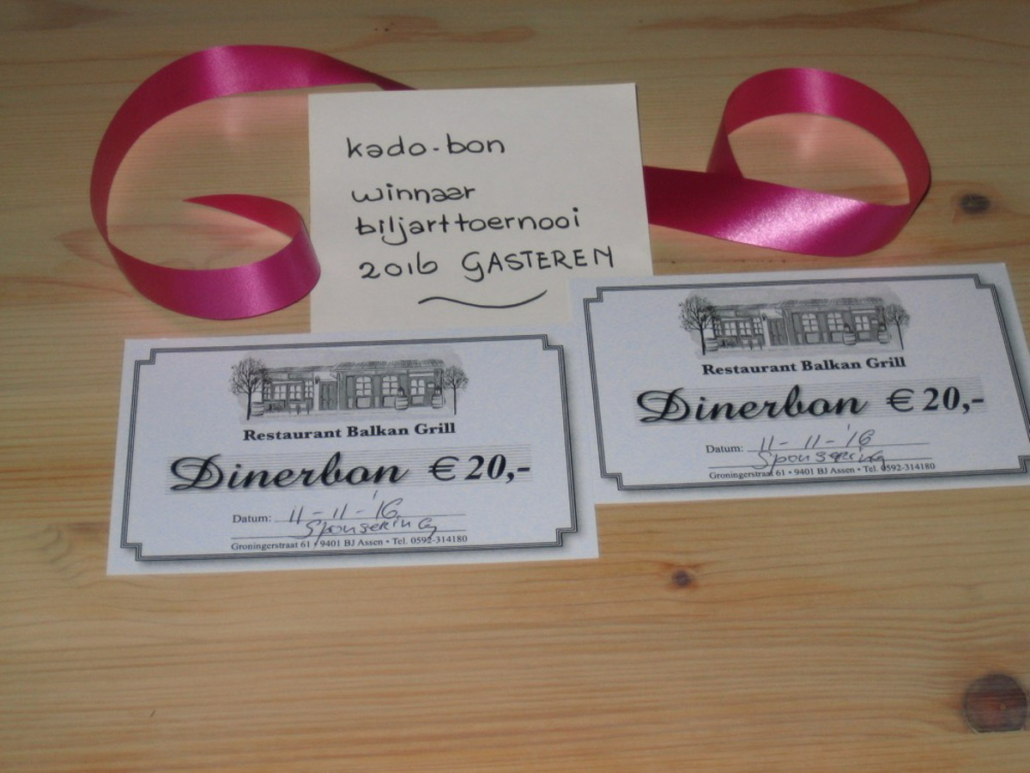 kado-bon
winnaar
biljarttoernooi
2016 GASTEREN
Restaurant Balkan Grill
Dinerbon € 20,-
Datum: 11-11-'16
Sponsering
Groningerstraat 61 • 9401 BJ Assen • Tel. 0592-314180
Restaurant Balkan Grill
Dinerbon € 20,-
Datum: 11-11-'16
Sponsering
Groningerstraat 61 • 9401 BJ Assen • Tel. 0592-314180